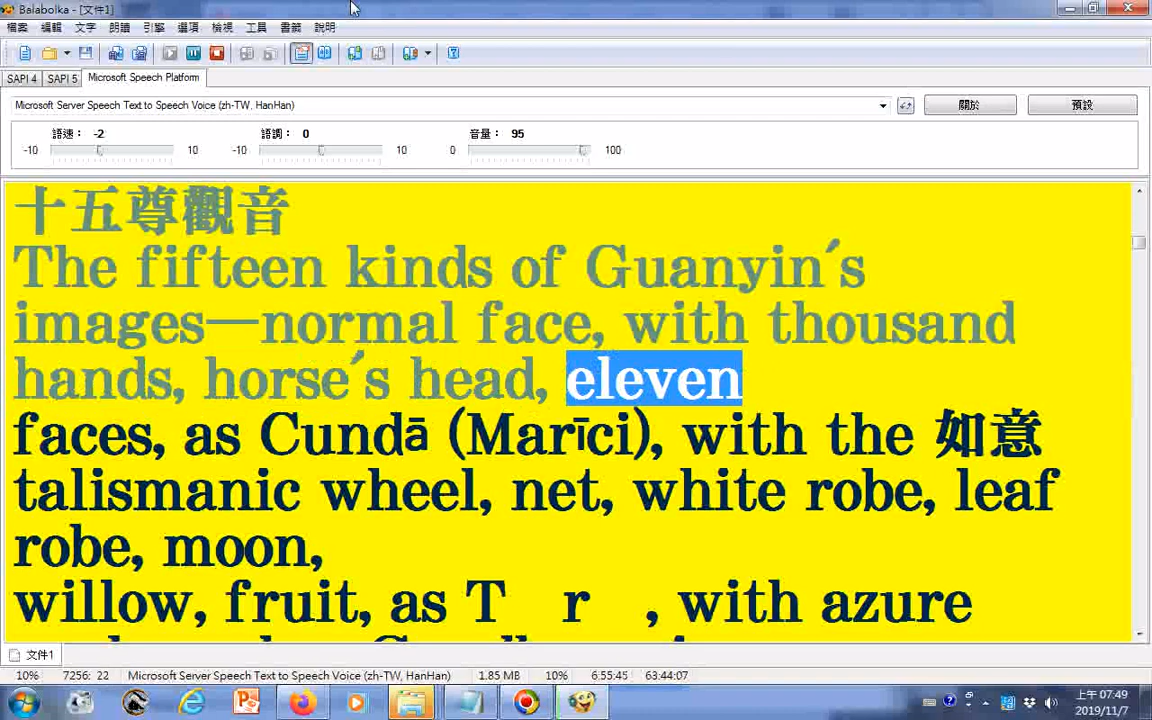 Balabolka - [文件1]
檔案 編輯 文字 朗讀 引擎 選項 檢視 工具 書籤 說明
SAPI 4 SAPI 5 Microsoft Speech Platform
Microsoft Server Speech Text to Speech Voice (zh-TW, HanHan) 關於 預設
語速： -2 語調： 0 音量： 95
-10 10 -10 10 0 100
十五尊觀音
The fifteen kinds of Guanyin´s
images—normal face, with thousand
hands, horse´s head, eleven
faces, as Cundā (Marīci), with the 如意
talismanic wheel, net, white robe, leaf
robe, moon,
willow, fruit, as T r , with azure
文件1
10% 7256: 22 Microsoft Server Speech Text to Speech Voice (zh-TW, HanHan) 1.85 MB 10% 6:55:45 63:44:07
上午 07:49
2019/11/7